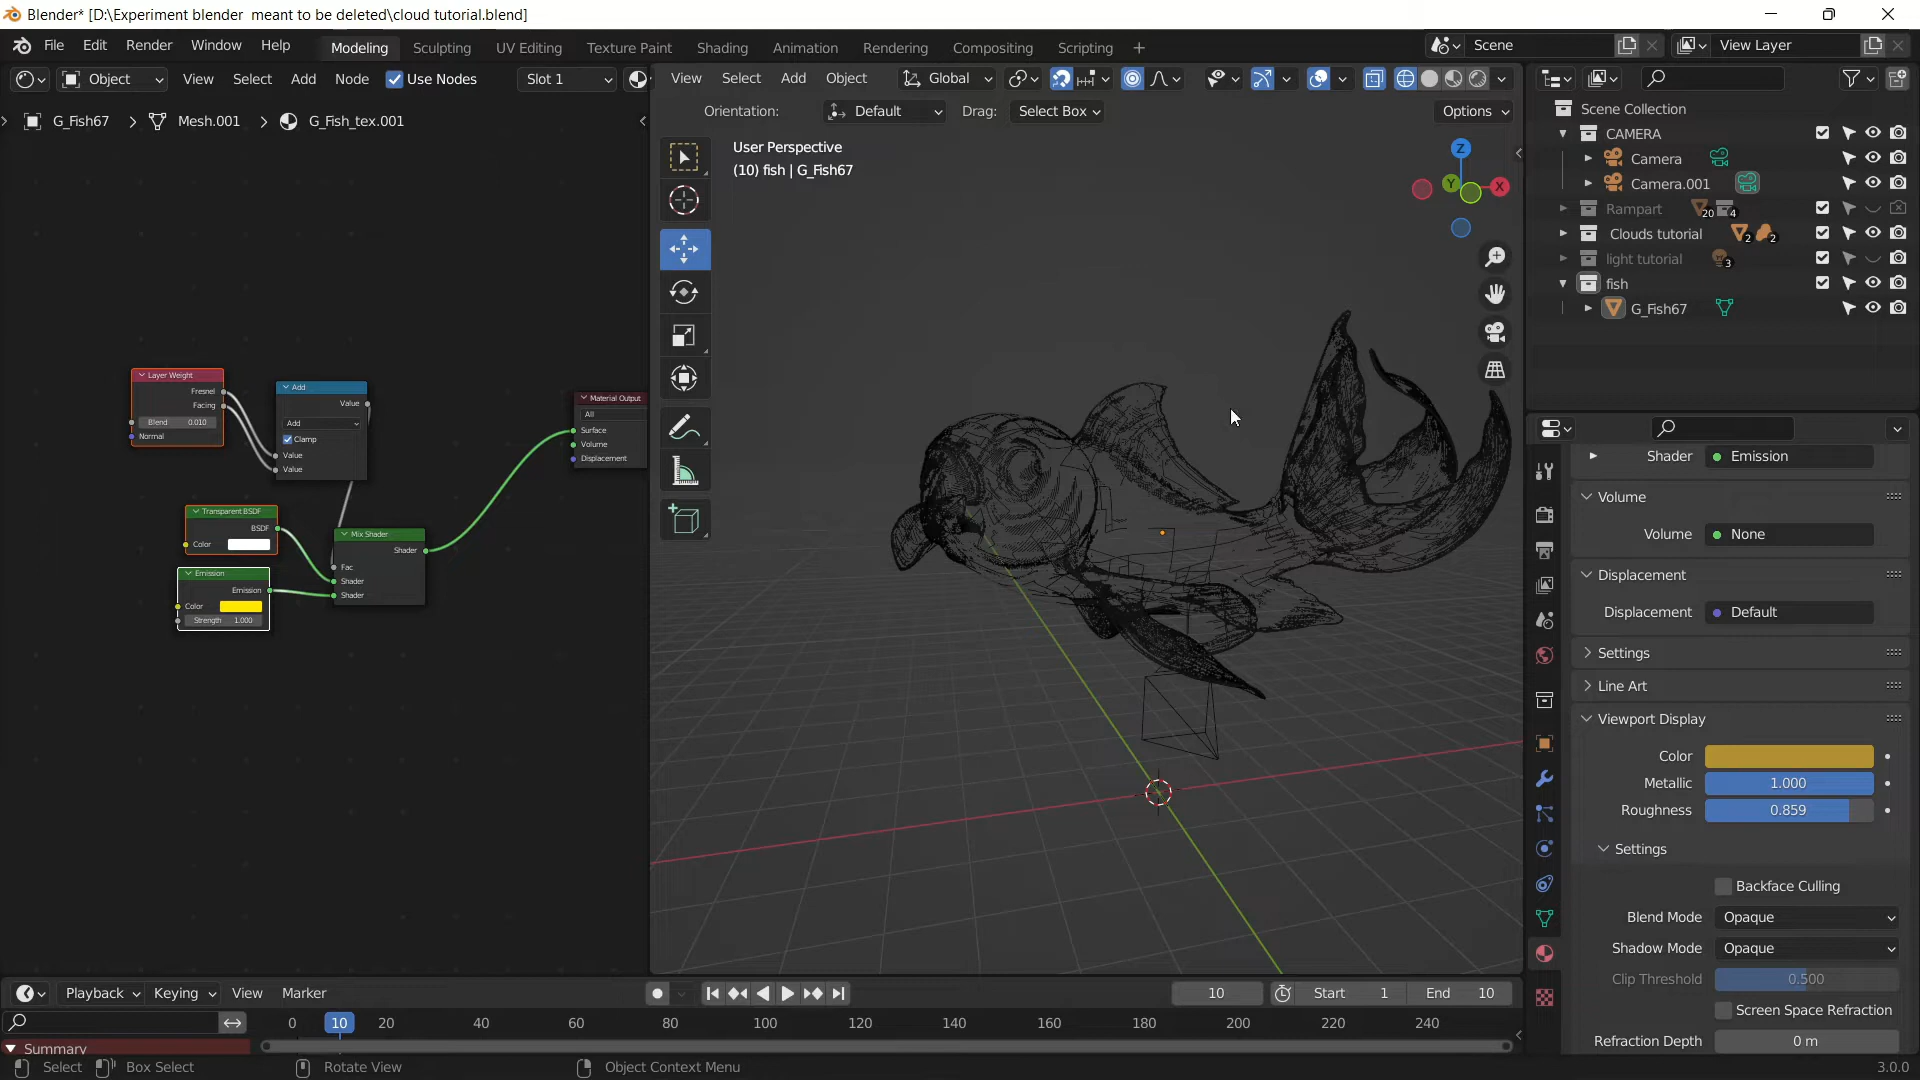 Blender* [D:\Experiment blender  meant to be deleted\cloud tutorial.blend]
File Edit Render Window Help Modeling Sculpting UV Editing Texture Paint Shading Animation Rendering Compositing Scripting + Scene View Layer
Object View Select Add Node Use Nodes Slot 1
View Select Add Object Global
G_Fish67 > Mesh.001 > G_Fish_tex.001
Orientation: Default Drag: Select Box Options
User Perspective
(10) fish | G_Fish67
Z
Y
X
Scene Collection
CAMERA
Camera
Camera.001
Rampart 20 4
Clouds tutorial 2 2
light tutorial 3
fish
G_Fish67
Layer Weight
Fresnel
Facing
Blend 0.010
Normal
Add
Value
Add
Clamp
Value
Value
Material Output
All
Surface
Volume
Displacement
Transparent BSDF
BSDF
Color
Emission
Emission
Color
Strength 1.000
Mix Shader
Shader
Fac
Shader
Shader
Shader Emission
Volume
Volume None
Displacement
Displacement Default
Settings
Line Art
Viewport Display
Color
Metallic 1.000
Roughness 0.859
Settings
Backface Culling
Blend Mode Opaque
Shadow Mode Opaque
Clip Threshold 0.500
Screen Space Refraction
Refraction Depth 0 m
Playback Keying View Marker 10 Start 1 End 10
0 10 20 40 60 80 100 120 140 160 180 200 220 240
Summary
Select Box Select Rotate View Object Context Menu 3.0.0